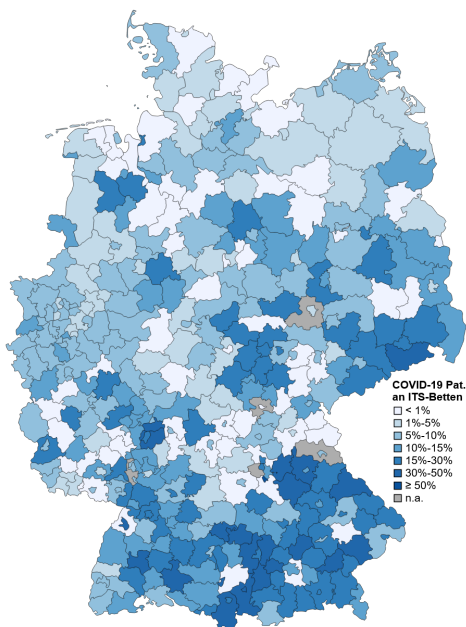 COVID-19 Pat.
an ITS-Betten
< 1%
1%-5%
5%-10%
10%-15%
15%-30%
30%-50%
≥ 50%
n.a.